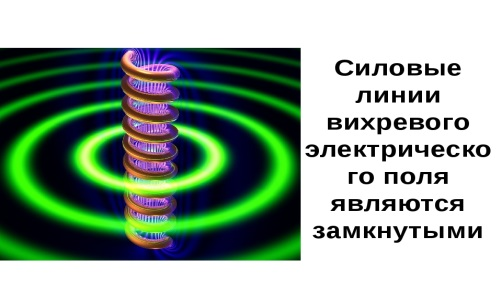 Силовые
линии
вихревого
электрическо
го поля
являются
замкнутыми